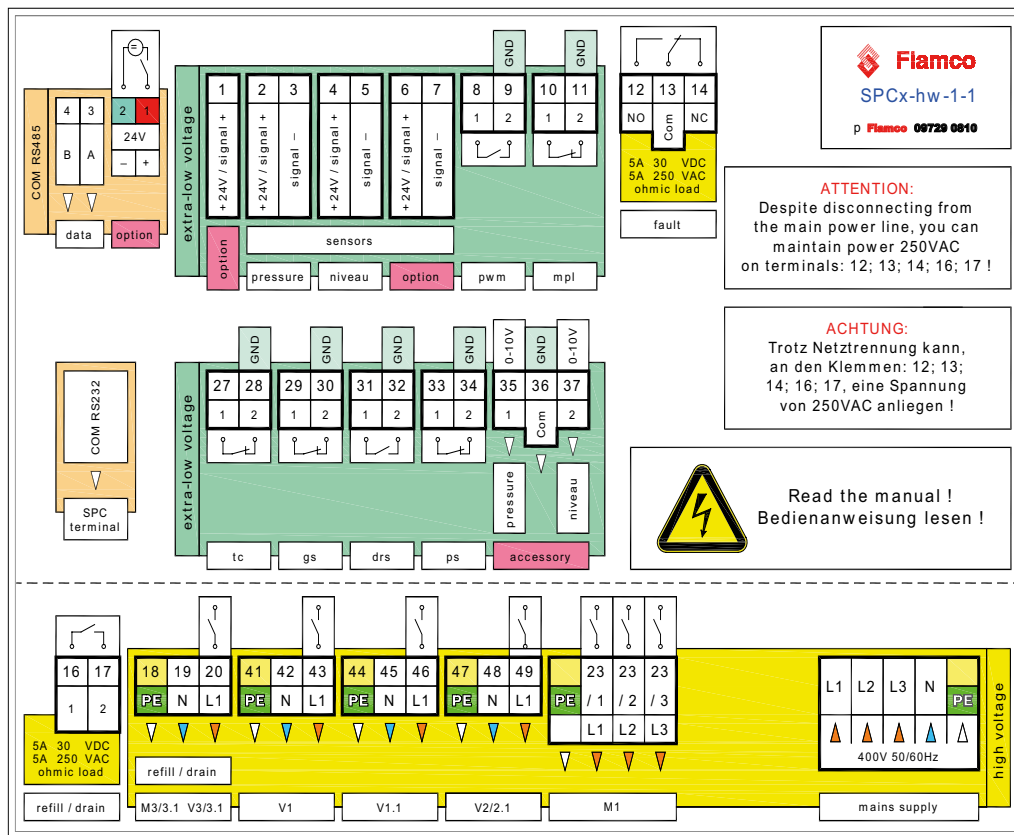 COM RS485
4 3
B A
data
2 1
24V
– +
option
extra-low voltage
1 2 3 4 5 6 7
+ 24V / signal +
+ 24V / signal +
signal –
+ 24V / signal +
signal –
+ 24V / signal +
signal –
option
sensors
pressure
niveau
option
GND
8 9
1 2
pwm
GND
10 11
1 2
mpl
12 13 14
NO Com NC
5A 30 VDC
5A 250 VAC
ohmic load
fault
Flamco
SPCx-hw-1-1
p Flamco 09729 0810
ATTENTION:
Despite disconnecting from
the main power line, you can
maintain power 250VAC
on terminals: 12; 13; 14; 16; 17 !
ACHTUNG:
Trotz Netztrennung kann,
an den Klemmen: 12; 13;
14; 16; 17, eine Spannung
von 250VAC anliegen !
Read the manual !
Bedienanweisung lesen !
COM RS232
SPC
terminal
extra-low voltage
GND
27 28
1 2
tc
GND
29 30
1 2
gs
GND
31 32
1 2
drs
GND
33 34
1 2
ps
0-10V
GND
0-10V
35 36 37
1 Com 2
pressure
niveau
accessory
16 17
1 2
5A 30 VDC
5A 250 VAC
ohmic load
refill / drain
18 19 20
PE N L1
refill / drain
M3/3.1 V3/3.1
41 42 43
PE N L1
V1
44 45 46
PE N L1
V1.1
47 48 49
PE N L1
V2/2.1
23 23 23
PE / 1 / 2 / 3
L1 L2 L3
M1
L1 L2 L3 N PE
400V 50/60Hz
mains supply
high voltage